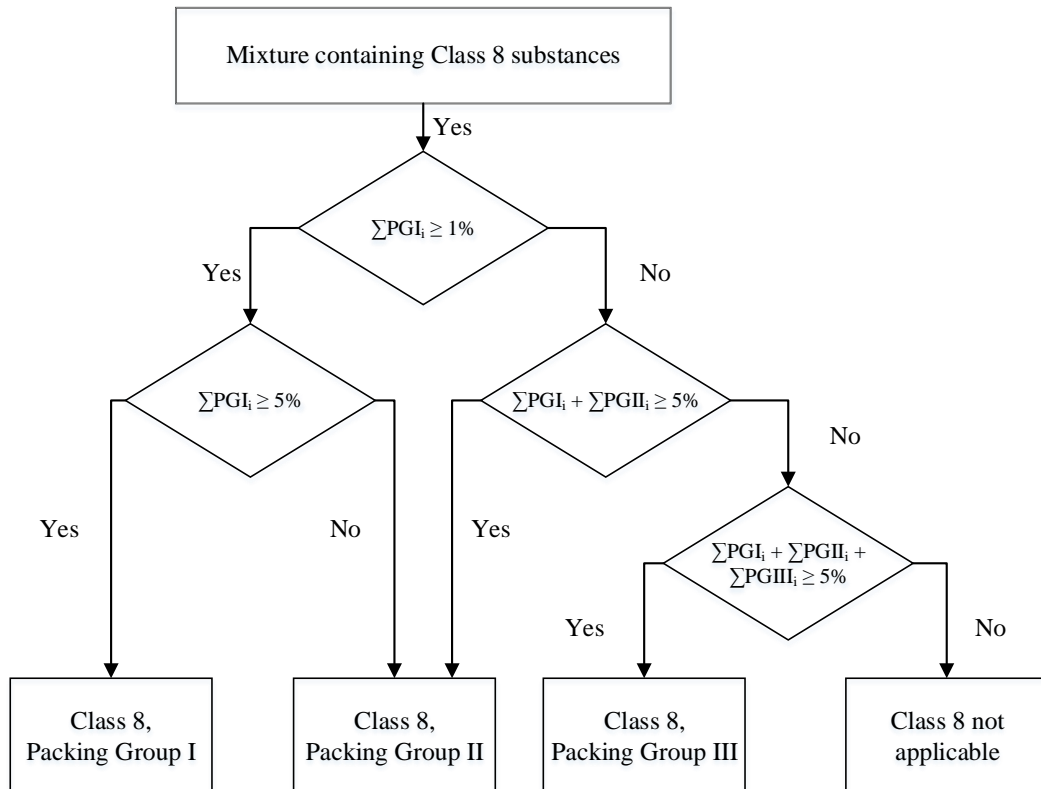 Mixture containing Class 8 substances
Yes
∑PGIᵢ ≥ 1%
Yes
No
∑PGIᵢ ≥ 5%
∑PGIᵢ + ∑PGIIᵢ ≥ 5%
No
Yes
No
Yes
∑PGIᵢ + ∑PGIIᵢ +
∑PGIIIᵢ ≥ 5%
Yes
No
Class 8,
Packing Group I
Class 8,
Packing Group II
Class 8,
Packing Group III
Class 8 not
applicable